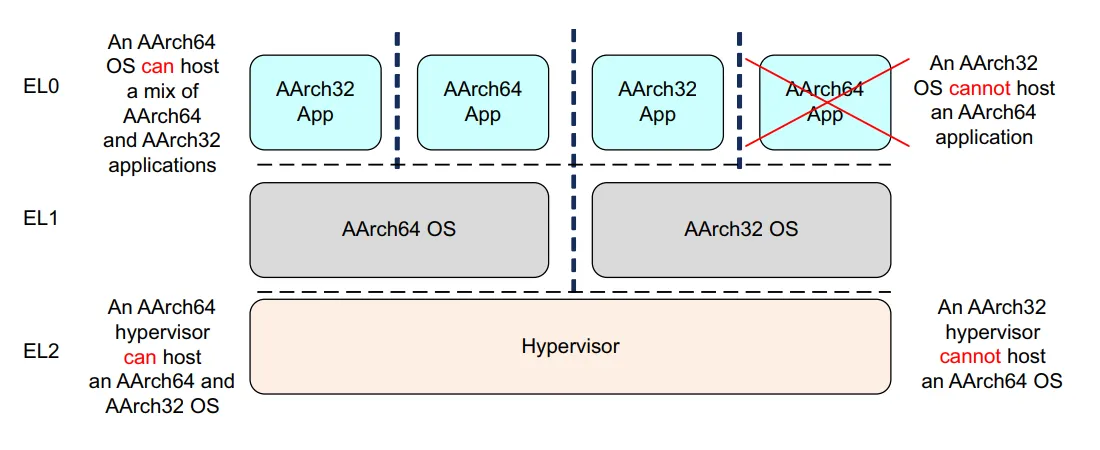 EL0
An AArch64
OS can host
a mix of
AArch64
and AArch32
applications
AArch32
App
AArch64
App
AArch32
App
AArch64
App
An AArch32
OS cannot host
an AArch64
application
EL1
AArch64 OS
AArch32 OS
EL2
An AArch64
hypervisor
can host
an AArch64 and
AArch32 OS
Hypervisor
An AArch32
hypervisor
cannot host
an AArch64 OS